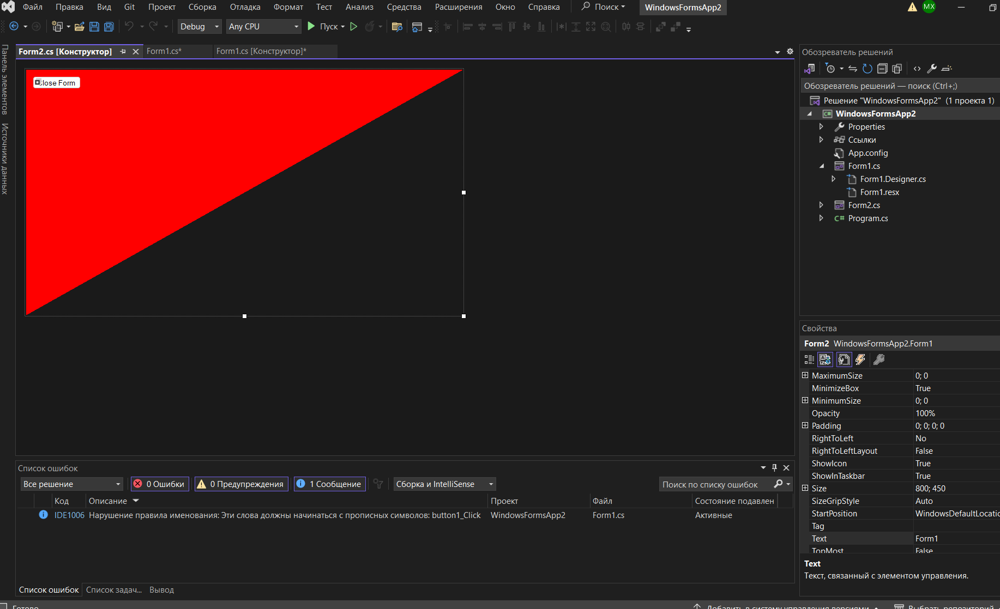 Файл Правка Вид Git Проект Сборка Отладка Формат Тест Анализ Средства Расширения Окно Справка Поиск WindowsFormsApp2 MX
Debug Any CPU Пуск
Панель элементов
Источники данных
Form2.cs [Конструктор] Form1.cs* Form1.cs [Конструктор]*
lose Form
Обозреватель решений
Обозреватель решений — поиск (Ctrl+;)
Решение "WindowsFormsApp2" (1 проекта 1)
C# WindowsFormsApp2
Properties
Ссылки
App.config
Form1.cs
Form1.Designer.cs
Form1.resx
Form2.cs
C# Program.cs
Свойства
Form2 WindowsFormsApp2.Form1
MaximumSize 0; 0
MinimizeBox True
MinimumSize 0; 0
Opacity 100%
Padding 0; 0; 0; 0
RightToLeft No
RightToLeftLayout False
ShowIcon True
ShowInTaskbar True
Size 800; 450
SizeGripStyle Auto
StartPosition WindowsDefaultLocatio
Tag
Text Form1
TopMost False
Text
Текст, связанный с элементом управления.
Список ошибок
Все решение 0 Ошибки 0 Предупреждения 1 Сообщение Сборка и IntelliSense Поиск по списку ошибок
Код Описание Проект Файл Состояние подавлен
IDE1006 Нарушение правила именования: Эти слова должны начинаться с прописных символов: button1_Click WindowsFormsApp2 Form1.cs Активные
Список ошибок Список задач... Вывод
Готово Добавить в систему управления версиями Выбрать репозиторий